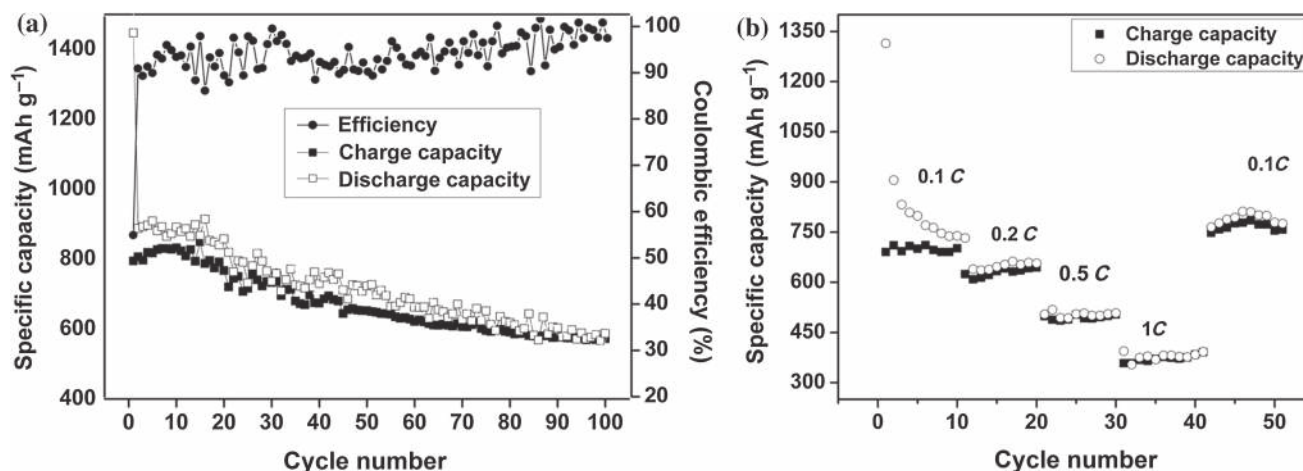 (a)
1400
1200
1000
800
600
400
Specific capacity (mAh g⁻¹)
Efficiency
Charge capacity
Discharge capacity
100
90
80
70
60
50
40
30
20
Coulombic efficiency (%)
0 10 20 30 40 50 60 70 80 90 100
Cycle number
(b)
1350
1200
1050
900
750
600
450
300
Specific capacity (mAh g⁻¹)
Charge capacity
Discharge capacity
0.1 C
0.2 C
0.5 C
1C
0.1C
0 10 20 30 40 50
Cycle number